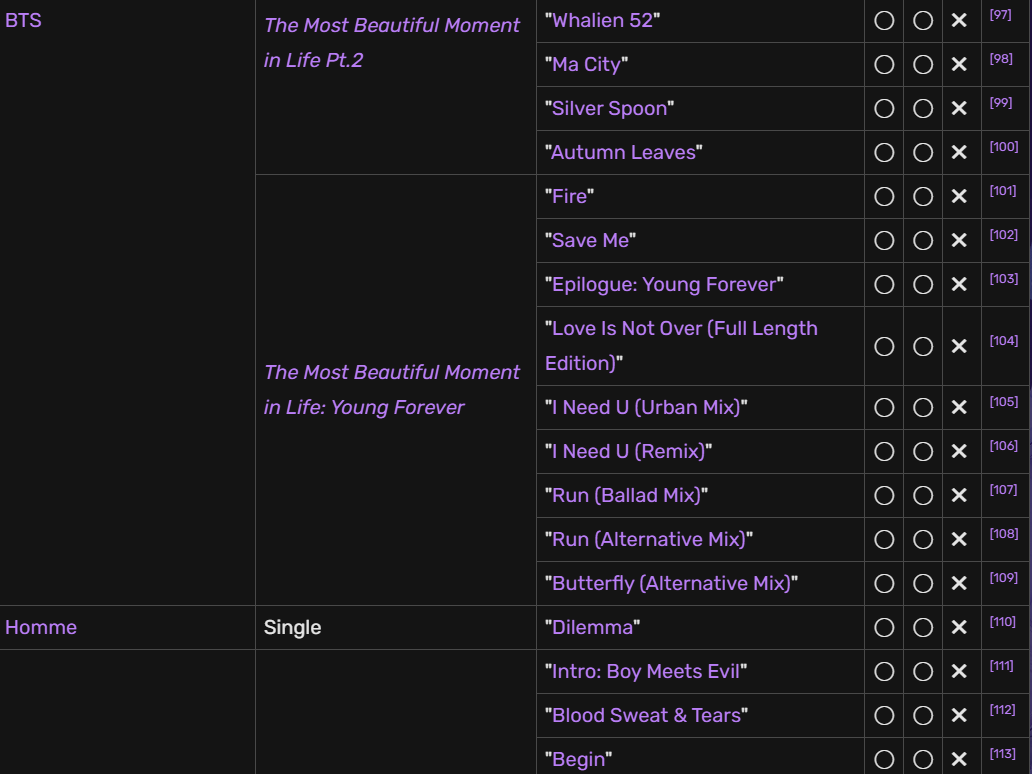 BTS
The Most Beautiful Moment
in Life Pt.2
"Whalien 52" ○ ○ ✕ [97]
"Ma City" ○ ○ ✕ [98]
"Silver Spoon" ○ ○ ✕ [99]
"Autumn Leaves" ○ ○ ✕ [100]
The Most Beautiful Moment
in Life: Young Forever
"Fire" ○ ○ ✕ [101]
"Save Me" ○ ○ ✕ [102]
"Epilogue: Young Forever" ○ ○ ✕ [103]
"Love Is Not Over (Full Length
Edition)" ○ ○ ✕ [104]
"I Need U (Urban Mix)" ○ ○ ✕ [105]
"I Need U (Remix)" ○ ○ ✕ [106]
"Run (Ballad Mix)" ○ ○ ✕ [107]
"Run (Alternative Mix)" ○ ○ ✕ [108]
"Butterfly (Alternative Mix)" ○ ○ ✕ [109]
Homme Single "Dilemma" ○ ○ ✕ [110]
"Intro: Boy Meets Evil" ○ ○ ✕ [111]
"Blood Sweat & Tears" ○ ○ ✕ [112]
"Begin" ○ ○ ✕ [113]